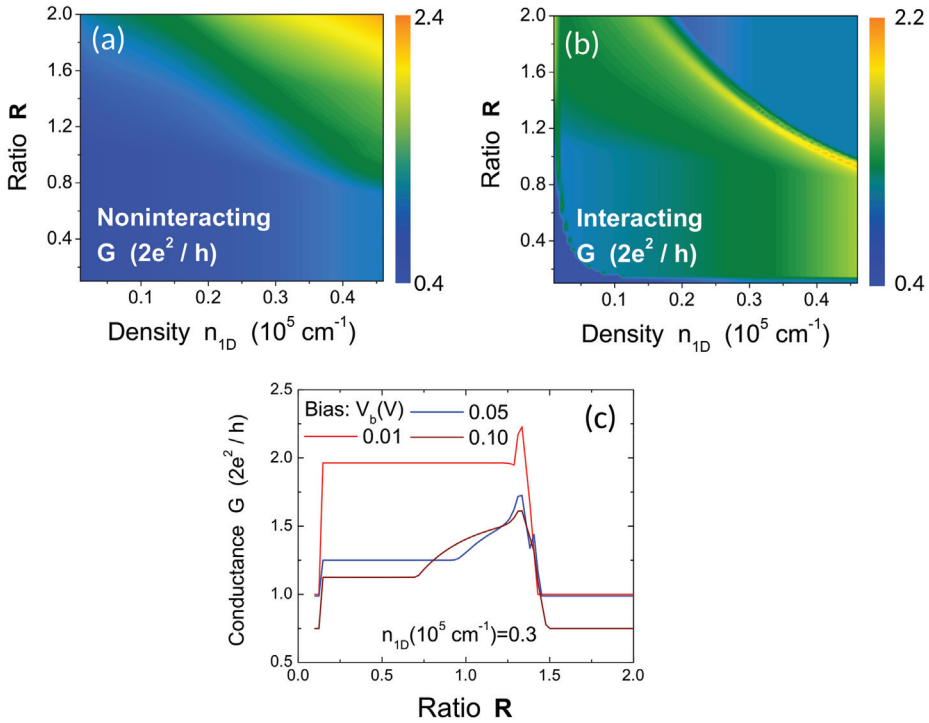 (a)
2.4
2.0
1.6
1.2
0.8
0.4
Ratio R
Noninteracting
G (2e² / h)
0.4
0.1 0.2 0.3 0.4
Density n₁D (10⁵ cm⁻¹)
(b)
2.2
2.0
1.6
1.2
0.8
0.4
Ratio R
Interacting
G (2e² / h)
0.4
0.1 0.2 0.3 0.4
Density n₁D (10⁵ cm⁻¹)
(c)
2.5
2.0
1.5
1.0
0.5
Conductance G (2e² / h)
Bias: Vb(V)
0.05
0.01
0.10
n₁D(10⁵ cm⁻¹)=0.3
0.0 0.5 1.0 1.5 2.0
Ratio R